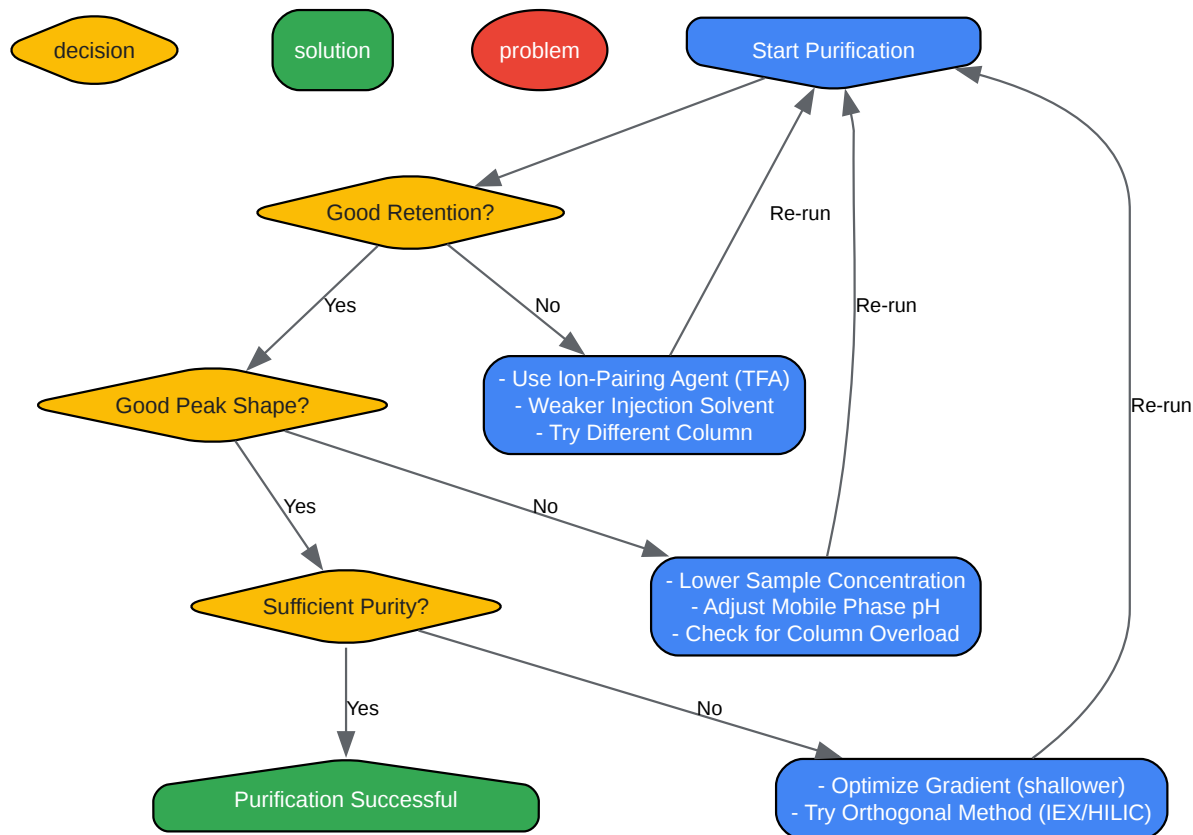 decision
solution
problem
Start Purification
Good Retention?
Re-run
Yes
No
Re-run
- Use Ion-Pairing Agent (TFA)
- Weaker Injection Solvent
- Try Different Column
Good Peak Shape?
Re-run
Yes
No
- Lower Sample Concentration
- Adjust Mobile Phase pH
- Check for Column Overload
Sufficient Purity?
Yes
No
- Optimize Gradient (shallower)
- Try Orthogonal Method (IEX/HILIC)
Purification Successful